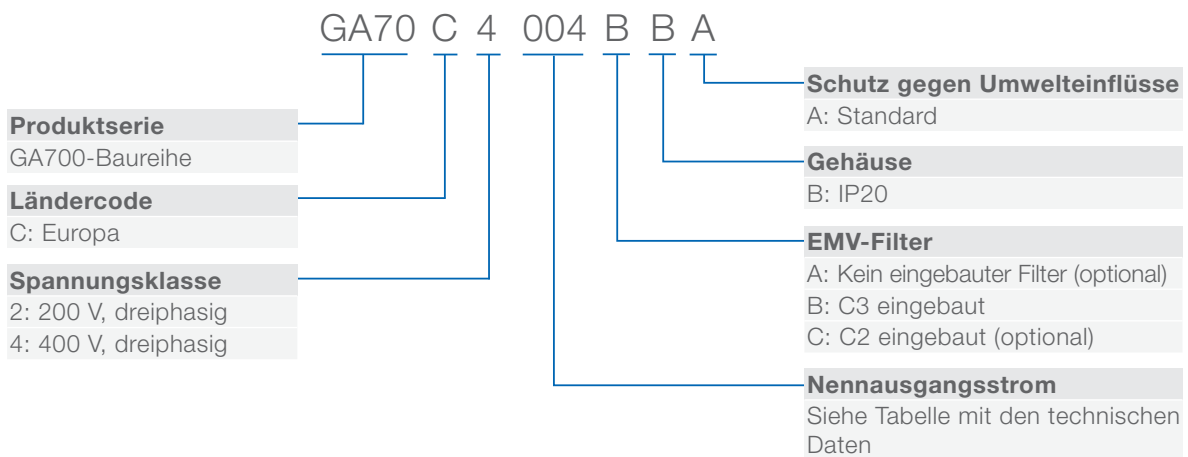 GA70 C 4 004 B B A
Produktserie
GA700-Baureihe
Ländercode
C: Europa
Spannungsklasse
2: 200 V, dreiphasig
4: 400 V, dreiphasig
Schutz gegen Umwelteinflüsse
A: Standard
Gehäuse
B: IP20
EMV-Filter
A: Kein eingebauter Filter (optional)
B: C3 eingebaut
C: C2 eingebaut (optional)
Nennausgangsstrom
Siehe Tabelle mit den technischen
Daten